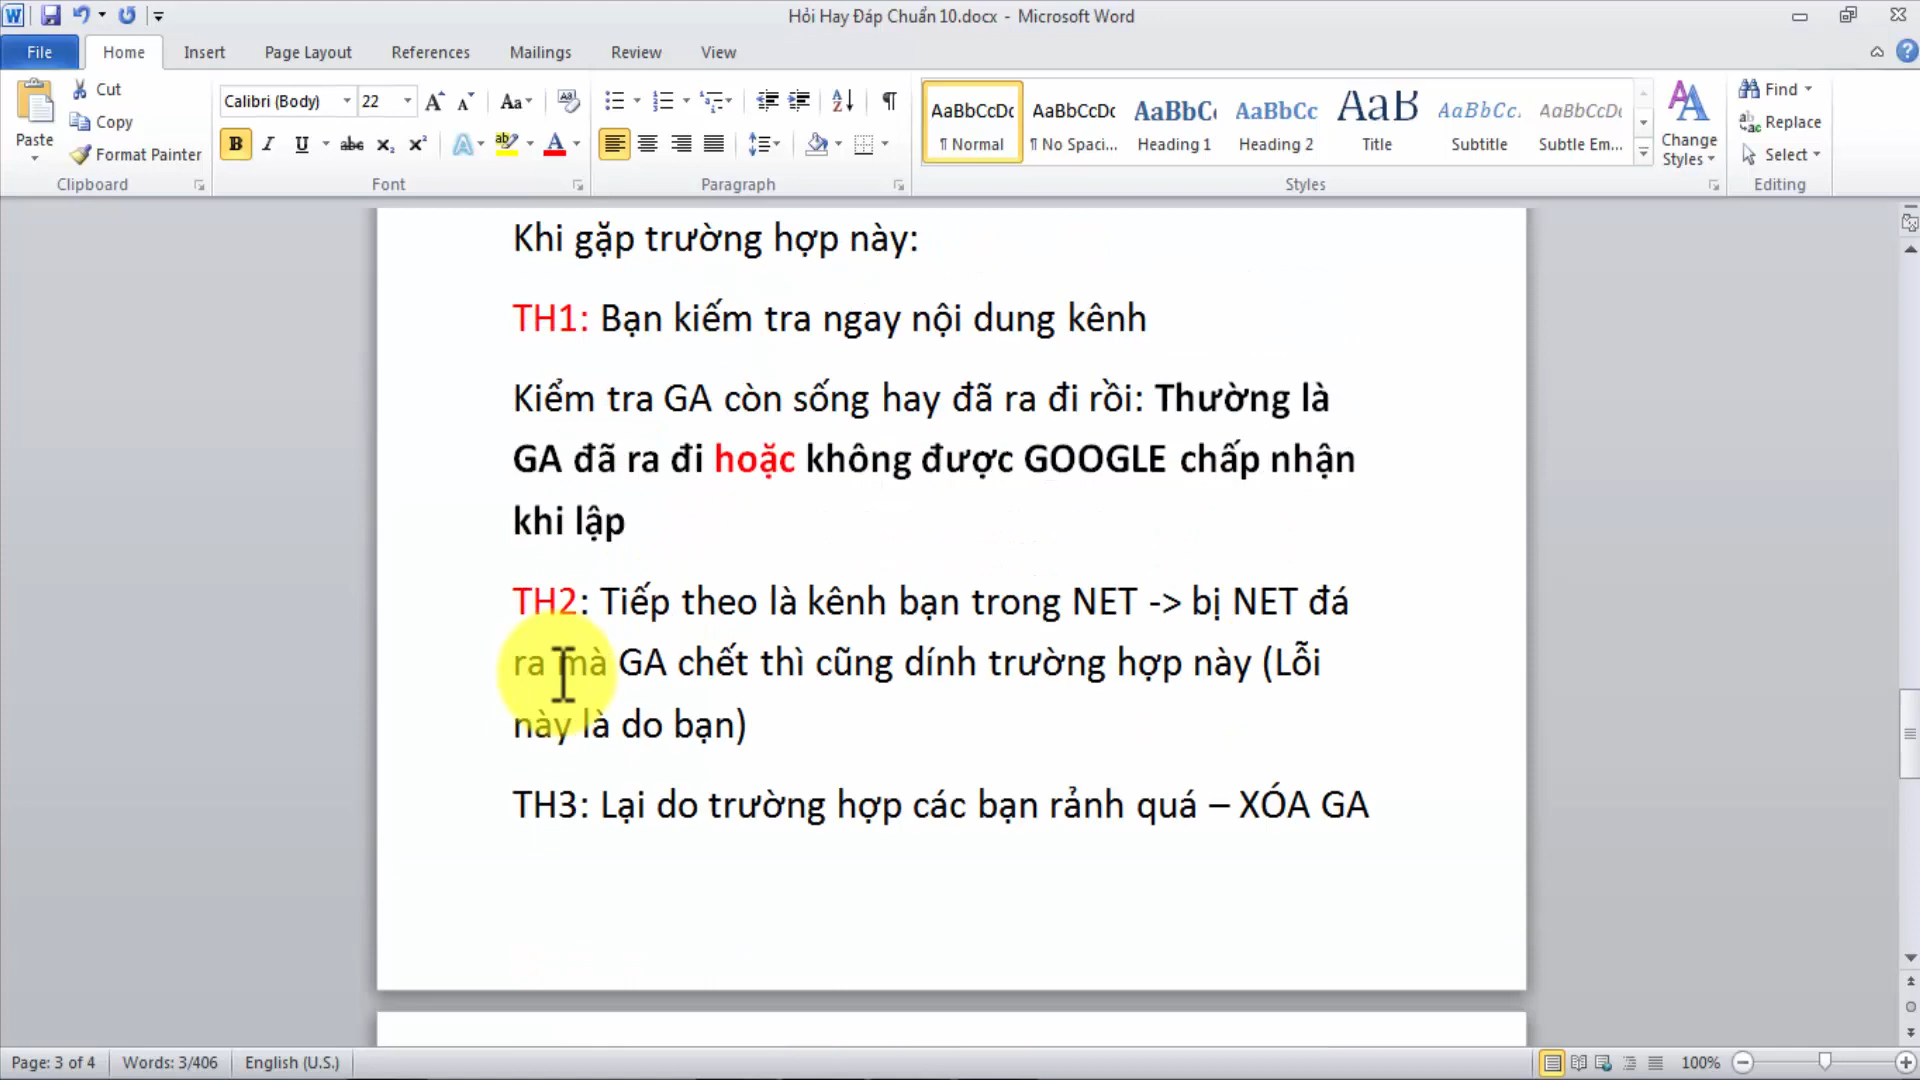 Hỏi Hay Đáp Chuẩn 10.docx - Microsoft Word
File Home Insert Page Layout References Mailings Review View
Paste
Cut
Copy
Format Painter
Clipboard
Calibri (Body) 22
Font
Paragraph
AaBbCcDc AaBbCcDc AaBbC AaBbCc AaB AaBbCc. AaBbCcDc
¶ Normal ¶ No Spaci... Heading 1 Heading 2 Title Subtitle Subtle Em...
Styles
Change Styles
Find
Replace
Select
Editing
Khi gặp trường hợp này:
TH1: Bạn kiếm tra ngay nội dung kênh
Kiểm tra GA còn sống hay đã ra đi rồi: Thường là
GA đã ra đi hoặc không được GOOGLE chấp nhận
khi lập
TH2: Tiếp theo là kênh bạn trong NET -> bị NET đá
ra mà GA chết thì cũng dính trường hợp này (Lỗi
này là do bạn)
TH3: Lại do trường hợp các bạn rảnh quá – XÓA GA
Page: 3 of 4 Words: 3/406 English (U.S.) 100%